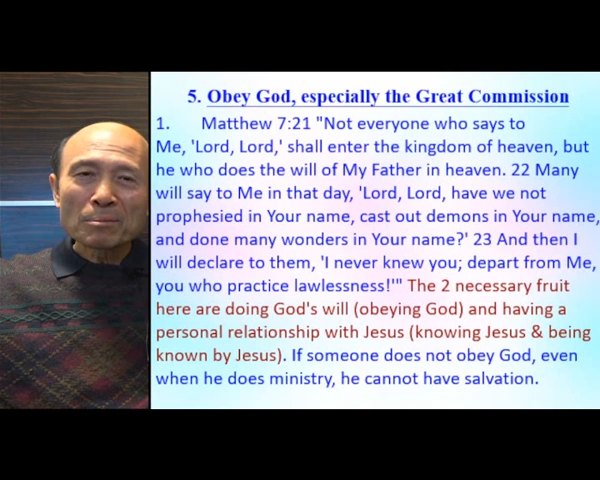 5. Obey God, especially the Great Commission
1. Matthew 7:21 "Not everyone who says to
Me, 'Lord, Lord,' shall enter the kingdom of heaven, but
he who does the will of My Father in heaven. 22 Many
will say to Me in that day, 'Lord, Lord, have we not
prophesied in Your name, cast out demons in Your name,
and done many wonders in Your name?' 23 And then I
will declare to them, 'I never knew you; depart from Me,
you who practice lawlessness!'" The 2 necessary fruit
here are doing God's will (obeying God) and having a
personal relationship with Jesus (knowing Jesus & being
known by Jesus). If someone does not obey God, even
when he does ministry, he cannot have salvation.